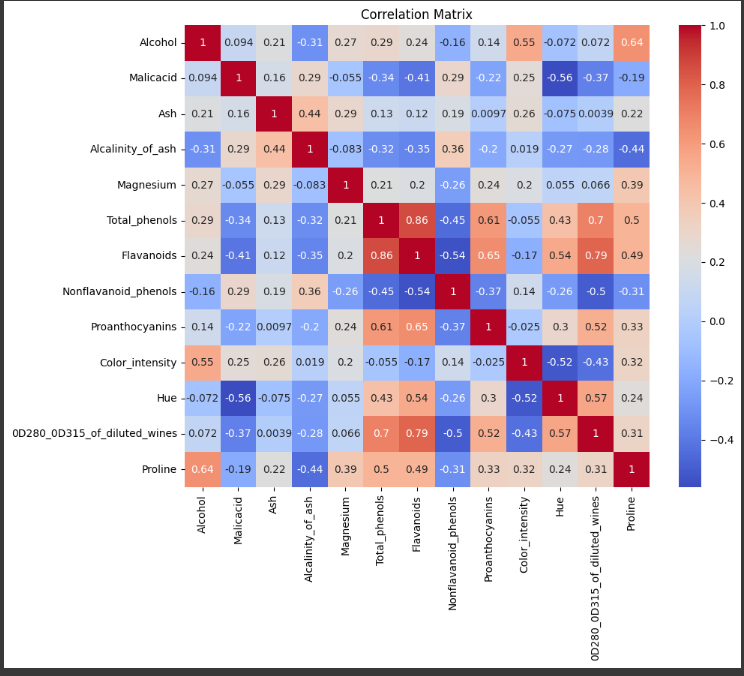 Correlation Matrix
Alcohol 1 0.094 0.21 -0.31 0.27 0.29 0.24 -0.16 0.14 0.55 -0.072 0.072 0.64
Malicacid 0.094 1 0.16 0.29 -0.055 -0.34 -0.41 0.29 -0.22 0.25 -0.56 -0.37 -0.19
Ash 0.21 0.16 1 0.44 0.29 0.13 0.12 0.19 0.0097 0.26 -0.075 0.0039 0.22
Alcalinity_of_ash -0.31 0.29 0.44 1 -0.083 -0.32 -0.35 0.36 -0.2 0.019 -0.27 -0.28 -0.44
Magnesium 0.27 -0.055 0.29 -0.083 1 0.21 0.2 -0.26 0.24 0.2 0.055 0.066 0.39
Total_phenols 0.29 -0.34 0.13 -0.32 0.21 1 0.86 -0.45 0.61 -0.055 0.43 0.7 0.5
Flavanoids 0.24 -0.41 0.12 -0.35 0.2 0.86 1 -0.54 0.65 -0.17 0.54 0.79 0.49
Nonflavanoid_phenols -0.16 0.29 0.19 0.36 -0.26 -0.45 -0.54 1 -0.37 0.14 -0.26 -0.5 -0.31
Proanthocyanins 0.14 -0.22 0.0097 -0.2 0.24 0.61 0.65 -0.37 1 -0.025 0.3 0.52 0.33
Color_intensity 0.55 0.25 0.26 0.019 0.2 -0.055 -0.17 0.14 -0.025 1 -0.52 -0.43 0.32
Hue -0.072 -0.56 -0.075 -0.27 0.055 0.43 0.54 -0.26 0.3 -0.52 1 0.57 0.24
0D280_0D315_of_diluted_wines 0.072 -0.37 0.0039 -0.28 0.066 0.7 0.79 -0.5 0.52 -0.43 0.57 1 0.31
Proline 0.64 -0.19 0.22 -0.44 0.39 0.5 0.49 -0.31 0.33 0.32 0.24 0.31 1
Alcohol
Malicacid
Ash
Alcalinity_of_ash
Magnesium
Total_phenols
Flavanoids
Nonflavanoid_phenols
Proanthocyanins
Color_intensity
Hue
0D280_0D315_of_diluted_wines
Proline
1.0
0.8
0.6
0.4
0.2
0.0
−0.2
−0.4